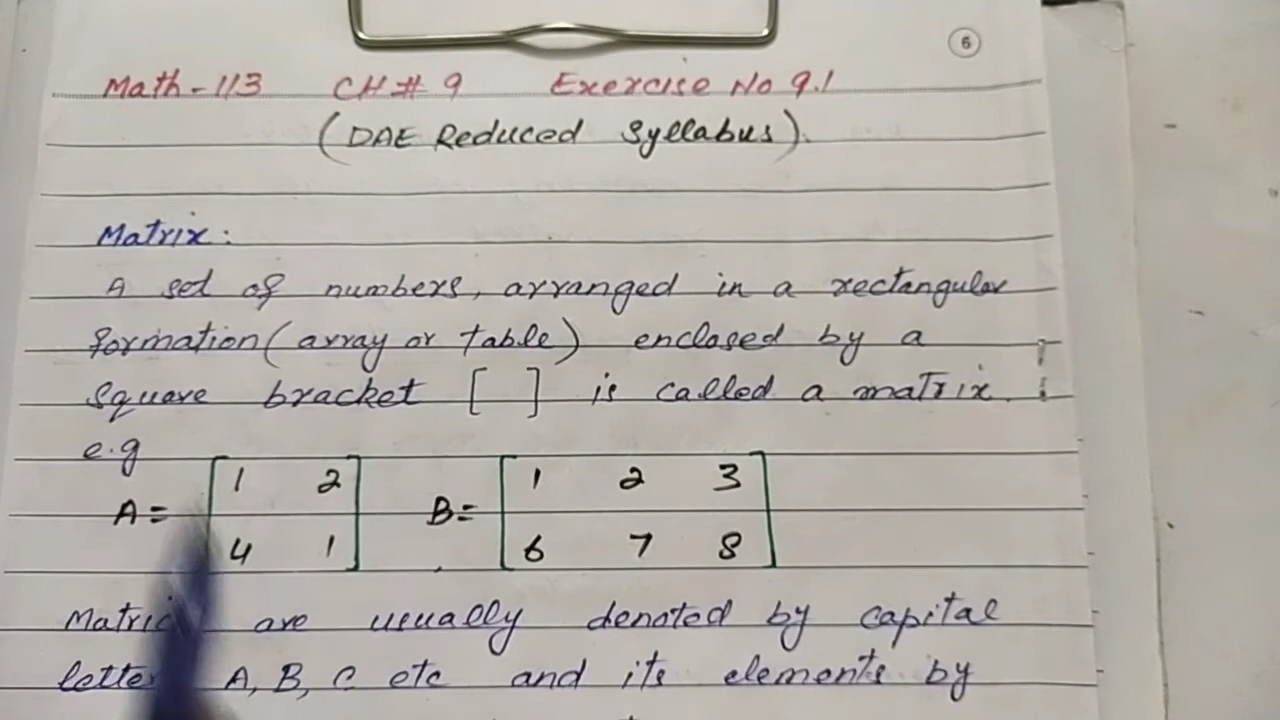 6
Math-113 CH # 9 Exercise No 9.1
(DAE Reduced Syllabus).
Matrix:
A set of numbers, arranged in a rectangular
formation (array or table) enclosed by a
square bracket [ ] is called a matrix.
e.g
A = [ 1 2
4 1 ]
B = [ 1 2 3
6 7 8 ]
are usually denoted by capital
A, B, C etc and its elements by